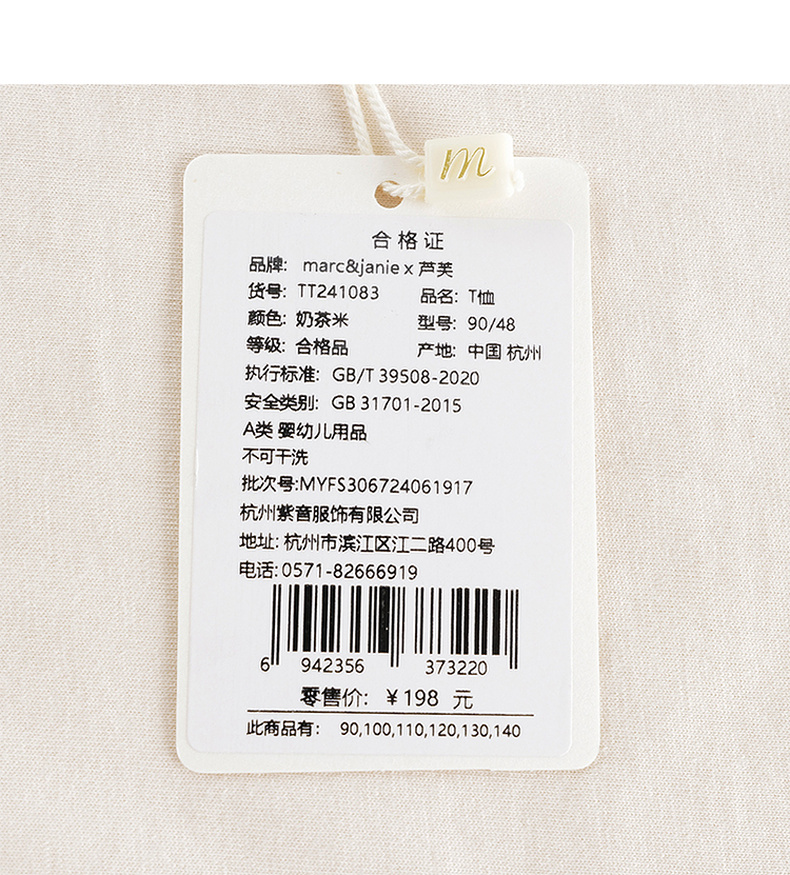 m
合格证
品牌: marc&janie x 芦芙
货号: TT241083 品名: T恤
颜色: 奶茶米 型号: 90/48
等级: 合格品 产地: 中国 杭州
执行标准: GB/T 39508-2020
安全类别: GB 31701-2015
A类 婴幼儿用品
不可干洗
批次号:MYFS306724061917
杭州紫音服饰有限公司
地址: 杭州市滨江区江二路400号
电话: 0571-82666919
6 942356 373220
零售价: ￥198 元
此商品有: 90,100,110,120,130,140